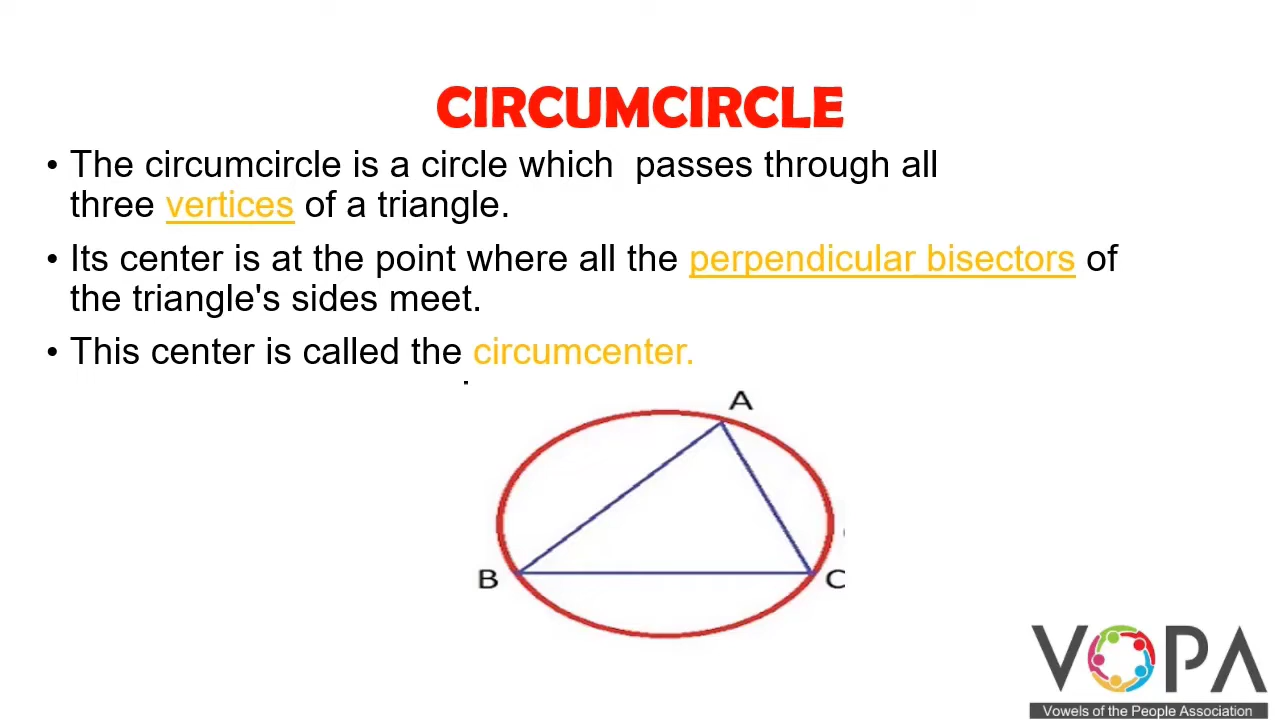 CIRCUMCIRCLE
• The circumcircle is a circle which  passes through all
three vertices of a triangle.
• Its center is at the point where all the perpendicular bisectors of
the triangle's sides meet.
• This center is called the circumcenter.
A
B
C
VOPA
Vowels of the People Association